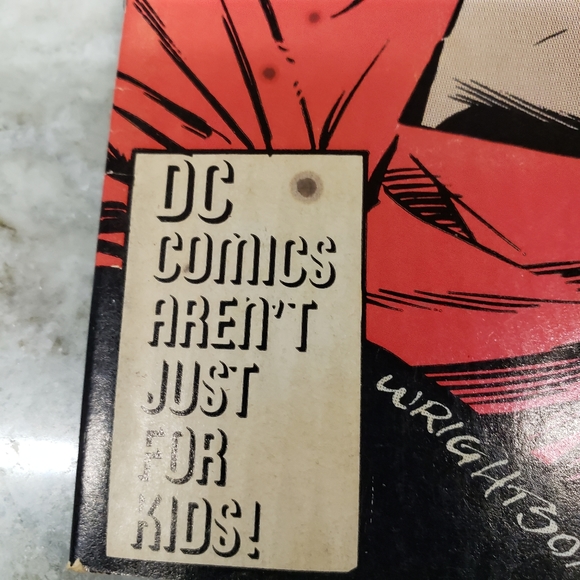 DC
COMICS
AREN'T
JUST
FOR
KIDS!
WRIGHTSON